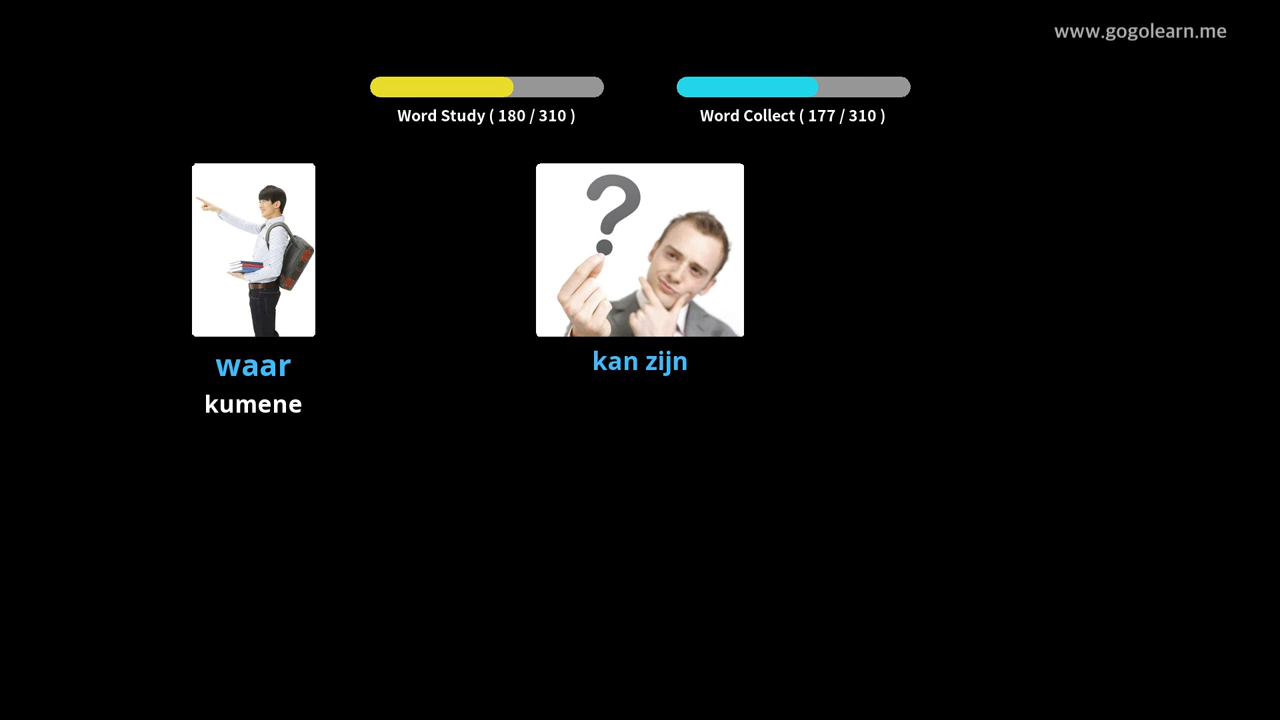 www.gogolearn.me
Word Study ( 180 / 310 )
Word Collect ( 177 / 310 )
waar
kumene
kan zijn